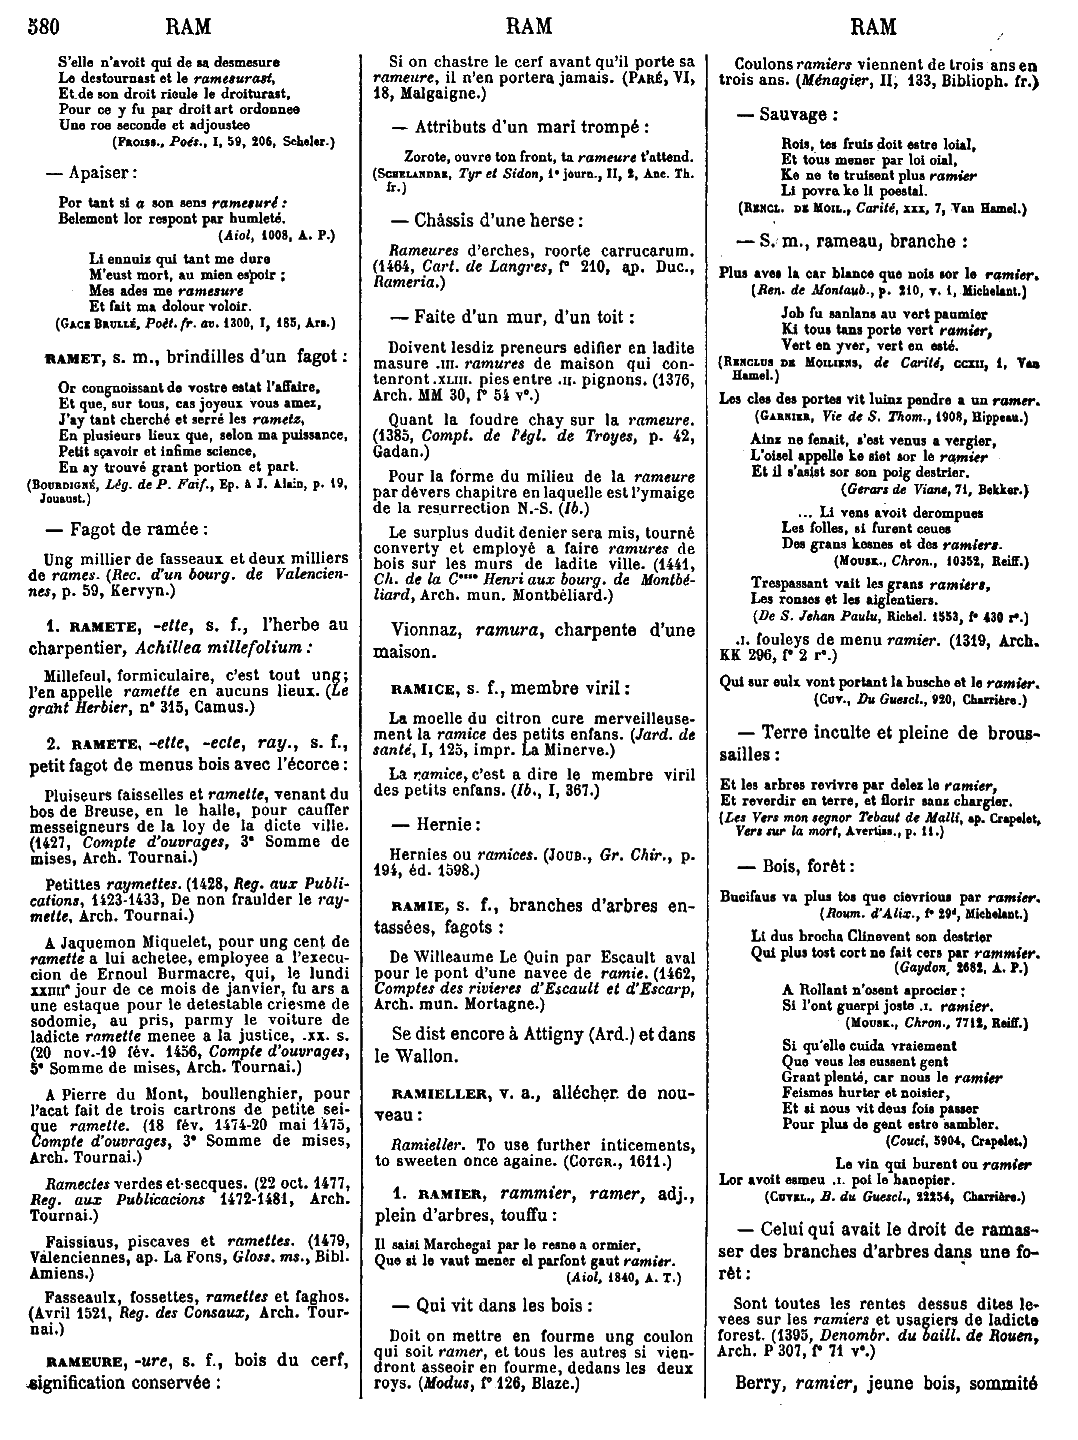 580 RAM RAM RAM
S'elle n'avoit qui de sa desmesure
Le destournast et le ramesurast,
Et de son droit rieule le droiturast,
Pour ce y fu par droit art ordonnee
Une roe seconde et adjoustee
(FROISS., Poés., I, 59, 206, Scheler.)
— Apaiser :
Por tant si a son sens ramesuré :
Belemont lor respont par humleté.
(Aiol, 1008, A. P.)
Li ennuiz qui tant me dure
M'eust mort, au mien espoir ;
Mes ades me ramesure
Et fait ma dolour voloir.
(GACE BRULLÉ, Poét. fr. av. 1300, I, 185, Ars.)
RAMET, s. m., brindilles d'un fagot :
Or congnoissant de vostre estat l'affaire,
Et que, sur tous, cas joyeux vous amez,
J'ay tant cherché et serré les rametz,
En plusieurs lieux que, selon ma puissance,
Petit sçavoir et infime science,
En ay trouvé grant portion et part.
(BOURDIGNÉ, Lég. de P. Faif., Ep. à J. Alain, p. 19,
Jouaust.)
— Fagot de ramée :
Ung millier de fasseaux et deux milliers
de rames. (Rec. d'un bourg. de Valencien-
nes, p. 59, Kervyn.)
1. RAMETE, -ette, s. f., l'herbe au
charpentier, Achillea millefolium :
Millefeul, formiculaire, c'est tout ung;
l'en appelle ramette en aucuns lieux. (Le
grant Herbier, n° 315, Camus.)
2. RAMETE, -ette, -ecte, ray., s. f.,
petit fagot de menus bois avec l'écorce :
Pluiseurs faisselles et ramette, venant du
bos de Breuse, en le halle, pour cauffer
messeigneurs de la loy de la dicte ville.
(1427, Compte d'ouvrages, 3° Somme de
mises, Arch. Tournai.)
Petittes raymettes. (1428, Reg. aux Publi-
cations, 1423-1433, De non fraulder le ray-
mette, Arch. Tournai.)
A Jaquemon Miquelet, pour ung cent de
ramette a lui achetee, employee a l'execu-
cion de Ernoul Burmacre, qui, le lundi
XXIIII° jour de ce mois de janvier, fu ars a
une estaque pour le detestable criesme de
sodomie, au pris, parmy le voiture de
ladicte ramette menee a la justice, .XX. s.
(20 nov.-19 fév. 1456, Compte d'ouvrages,
5° Somme de mises, Arch. Tournai.)
A Pierre du Mont, boullenghier, pour
l'acat fait de trois cartrons de petite sei-
que ramette. (18 fév. 1474-20 mai 1475,
Compte d'ouvrages, 3° Somme de mises,
Arch. Tournai.)
Ramectes verdes et secques. (22 oct. 1477,
Reg. aux Publicacions 1472-1481, Arch.
Tournai.)
Faissiaus, piscaves et ramettes. (1479,
Valenciennes, ap. La Fons, Gloss. ms., Bibl.
Amiens.)
Fasseaulx, fossettes, ramettes et faghos.
(Avril 1521, Reg. des Consaux, Arch. Tour-
nai.)
RAMEURE, -ure, s. f., bois du cerf,
signification conservée :
Si on chastre le cerf avant qu'il porte sa
rameure, il n'en portera jamais. (PARÉ, VI,
18, Malgaigne.)
— Attributs d'un mari trompé :
Zorote, ouvre ton front, ta rameure t'attend.
(SCHELANDRE, Tyr et Sidon, 1° journ., II, 2, Anc. Th.
fr.)
— Châssis d'une herse :
Rameures d'erches, roorte carrucarum.
(1464, Cart. de Langres, f° 210, ap. Duc.,
Rameria.)
— Faite d'un mur, d'un toit :
Doivent lesdiz preneurs edifier en ladite
masure .III. ramures de maison qui con-
tenront .XLIII. pies entre .II. pignons. (1376,
Arch. MM 30, f° 54 v°.)
Quant la foudre chay sur la rameure.
(1385, Compt. de l'égl. de Troyes, p. 42,
Gadan.)
Pour la forme du milieu de la rameure
par dévers chapitre en laquelle est l'ymaige
de la resurrection N.-S. (Ib.)
Le surplus dudit denier sera mis, tourné
converty et employé a faire ramures de
bois sur les murs de ladite ville. (1441,
Ch. de la Ctesse Henri aux bourg. de Montbé-
liard, Arch. mun. Montbéliard.)
Vionnaz, ramura, charpente d'une
maison.
RAMICE, s. f., membre viril :
La moelle du citron cure merveilleuse-
ment la ramice des petits enfans. (Jard. de
santé, I, 125, impr. La Minerve.)
La ramice, c'est a dire le membre viril
des petits enfans. (Ib., I, 367.)
— Hernie :
Hernies ou ramices. (JOUB., Gr. Chir., p.
194, éd. 1598.)
RAMIE, s. f., branches d'arbres en-
tassées, fagots :
De Willeaume Le Quin par Escault aval
pour le pont d'une navee de ramie. (1462,
Comptes des rivieres d'Escault et d'Escarp,
Arch. mun. Mortagne.)
Se dist encore à Attigny (Ard.) et dans
le Wallon.
RAMIELLER, v. a., allécher de nou-
veau :
Ramieller. To use further inticements,
to sweeten once againe. (COTGR., 1611.)
1. RAMIER, rammier, ramer, adj.,
plein d'arbres, touffu :
Il saisi Marchegai par le resne a ormier,
Que si le vaut mener el parfont gaut ramier.
(Aiol, 1840, A. T.)
— Qui vit dans les bois :
Doit on mettre en fourme ung coulon
qui soit ramer, et tous les autres si vien-
dront asseoir en fourme, dedans les deux
roys. (Modus, f° 126, Blaze.)
Coulons ramiers viennent de trois ans en
trois ans. (Ménagier, II, 133, Biblioph. fr.)
— Sauvage :
Rois, tes fruis doit estre loial,
Et tous mener par loi oial,
Ke ne te truisent plus ramier
Li povra ke li poestal.
(RENCL. DE MOIL., Carité, XXX, 7, Van Hamel.)
— S. m., rameau, branche :
Plus aves la car blance que nois sor le ramier.
(Ren. de Montaub., p. 210, v. 1, Michelant.)
Job fu sanlans au vert paumier
Ki tous tans porte vert ramier,
Vert en yver, vert en esté.
(RENCLUS DE MOILIENS, de Carité, CCXII, 1, Van
Hamel.)
Les cles des portes vit luinz pendre a un ramer.
(GARNIER, Vie de S. Thom., 1908, Hippeau.)
Ainz ne fenait, s'est venus a vergier,
L'oisel appelle ke siet sor le ramier
Et il s'asist sor son poig destrier.
(Gerars de Viane, 71, Bekker.)
... Li vens avoit derompues
Les folles, si furent ceues
Des grans kesnes et des ramiers.
(MOUSK., Chron., 10352, Reiff.)
Trespassant vait les grans ramiers,
Les ronses et les aiglentiers.
(De S. Jehan Paulu, Richel. 1553, f° 430 r°.)
.I. fouleys de menu ramier. (1319, Arch.
KK 296, f° 2 r°.)
Qui sur eulx vont portant la busche et le ramier.
(CUV., Du Guescl., 920, Charrière.)
— Terre inculte et pleine de brous-
sailles :
Et les arbres revivre par delez le ramier,
Et reverdir en terre, et florir sanz chargier.
(Les Vers mon segnor Tebaut de Malli, ap. Crapelet,
Vers sur la mort, Avertiss., p. 11.)
— Bois, forêt :
Bucifaus va plus tos que cievrious par ramier.
(Roum. d'Alix., f° 29d, Michelant.)
Li dus brocha Clinevent son destrier
Qui plus tost cort ne fait cers par rammier.
(Gaydon, 2682, A. P.)
A Rollant n'osent aprocier ;
Si l'ont guerpi joste .I. ramier.
(MOUSK., Chron., 7712, Reiff.)
Si qu'elle cuida vraiement
Que vous les eussent gent
Grant plenté, car nous le ramier
Feismes hurter et noisier,
Et si nous vit deus fois passer
Pour plus de gent estre sambler.
(Couci, 5904, Crapelet.)
Le vin qui burent ou ramier
Lor avoit esmeu .I. poi le hanepier.
(CUVEL., B. du Guescl., 22254, Charrière.)
— Celui qui avait le droit de ramas-
ser des branches d'arbres dans une fo-
rêt :
Sont toutes les rentes dessus dites le-
vees sur les ramiers et usagiers de ladicte
forest. (1395, Denombr. du baill. de Rouen,
Arch. P 307, f° 71 v°.)
Berry, ramier, jeune bois, sommité